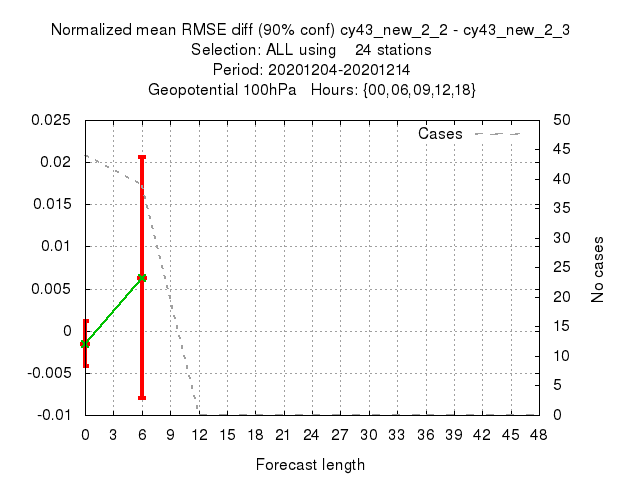 Normalized mean RMSE diff (90% conf) cy43_new_2_2 - cy43_new_2_3
Selection: ALL using    24 stations
Period: 20201204-20201214
Geopotential 100hPa   Hours: {00,06,09,12,18}
Cases
0.025
0.02
0.015
0.01
0.005
0
-0.005
-0.01
50
45
40
35
30
25
20
15
10
5
0
No cases
0 3 6 9 12 15 18 21 24 27 30 33 36 39 42 45 48
Forecast length